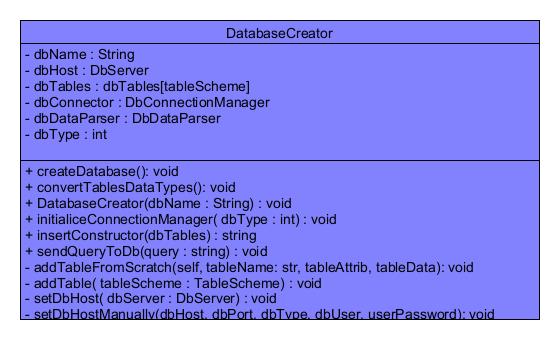 DatabaseCreator
- dbName : String
- dbHost : DbServer
- dbTables : dbTables[tableScheme]
- dbConnector : DbConnectionManager
- dbDataParser : DbDataParser
- dbType : int
+ createDatabase(): void
+ convertTablesDataTypes(): void
+ DatabaseCreator(dbName : String) : void
+ initialiceConnectionManager( dbType : int) : void
+ insertConstructor(dbTables) : string
+ sendQueryToDb(query : string) : void
- addTableFromScratch(self, tableName: str, tableAttrib, tableData): void
- addTable( tableScheme : TableScheme) : void
- setDbHost( dbServer : DbServer) : void
- setDbHostManually(dbHost, dbPort, dbType, dbUser, userPassword): void